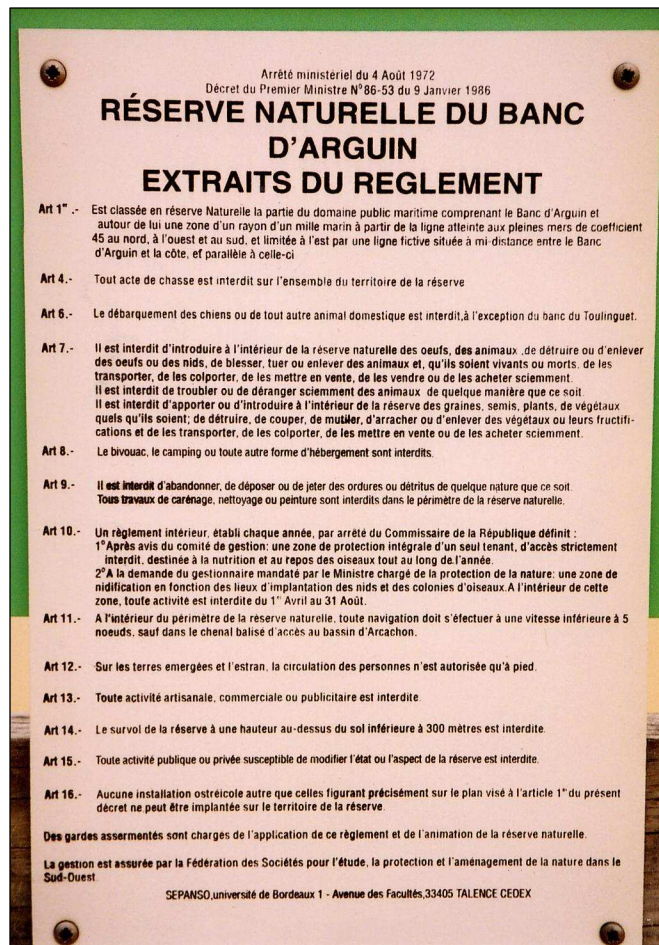 Arrêté ministériel du 4 Août 1972
Décret du Premier Ministre N°86-53 du 9 Janvier 1986
RÉSERVE NATURELLE DU BANC
D'ARGUIN
EXTRAITS DU REGLEMENT
Art 1er .- Est classée en réserve Naturelle la partie du domaine public maritime comprenant le Banc d'Arguin et
autour de lui une zone d'un rayon d'un mille marin à partir de la ligne atteinte aux pleines mers de coefficient
45 au nord, à l'ouest et au sud, et limitée à l'est par une ligne fictive située à mi-distance entre le Banc
d'Arguin et la côte, et parallèle à celle-ci
Art 4.- Tout acte de chasse est interdit sur l'ensemble du territoire de la réserve
Art 6.- Le débarquement des chiens ou de tout autre animal domestique est interdit,à l'exception du banc du Toulinguet.
Art 7.- Il est interdit d'introduire à l'intérieur de la réserve naturelle des oeufs, des animaux ,de détruire ou d'enlever
des oeufs ou des nids, de blesser, tuer ou enlever des animaux et, qu'ils soient vivants ou morts, de les
transporter, de les colporter, de les mettre en vente, de les vendre ou de les acheter sciemment.
Il est interdit de troubler ou de déranger sciemment des animaux de quelque manière que ce soit.
Il est interdit d'apporter ou d'introduire à l'intérieur de la réserve des graines, semis, plants, de végétaux
quels qu'ils soient; de détruire, de couper, de mutiler, d'arracher ou d'enlever des végétaux ou leurs fructifi-
cations et de les transporter, de les colporter, de les mettre en vente ou de les acheter sciemment.
Art 8.- Le bivouac, le camping ou toute autre forme d'hébergement sont interdits.
Art 9.- Il est interdit d'abandonner, de déposer ou de jeter des ordures ou détritus de quelque nature que ce soit.
Tous travaux de carénage, nettoyage ou peinture sont interdits dans le périmètre de la réserve naturelle.
Art 10.- Un règlement intérieur, établi chaque année, par arrêté du Commissaire de la République définit :
1°Après avis du comité de gestion: une zone de protection intégrale d'un seul tenant, d'accès strictement
interdit, destinée à la nutrition et au repos des oiseaux tout au long de l'année.
2°A la demande du gestionnaire mandaté par le Ministre chargé de la protection de la nature: une zone de
nidification en fonction des lieux d'implantation des nids et des colonies d'oiseaux.A l'intérieur de cette
zone, toute activité est interdite du 1er Avril au 31 Août.
Art 11.- A l'intérieur du périmètre de la réserve naturelle, toute navigation doit s'éfectuer à une vitesse inférieure à 5
noeuds, sauf dans le chenal balisé d'accès au bassin d'Arcachon.
Art 12.- Sur les terres emergées et l'estran, la circulation des personnes n'est autorisée qu'à pied.
Art 13.- Toute activité artisanale, commerciale ou publicitaire est interdite.
Art 14.- Le survol de la réserve à une hauteur au-dessus du sol inférieure à 300 mètres est interdite.
Art 15.- Toute activité publique ou privée susceptible de modifier l'état ou l'aspect de la réserve est interdite.
Art 16.- Aucune installation ostréicole autre que celles figurant précisément sur le plan visé à l'article 1er du présent
décret ne peut être implantée sur le territoire de la réserve.
Des gardes assermentés sont chargés de l'application de ce règlement et de l'animation de la réserve naturelle.
La gestion est assurée par la Fédération des Sociétés pour l'étude, la protection et l'aménagement de la nature dans le
Sud-Ouest
SEPANSO,université de Bordeaux 1 - Avenue des Facultés,33405 TALENCE CEDEX